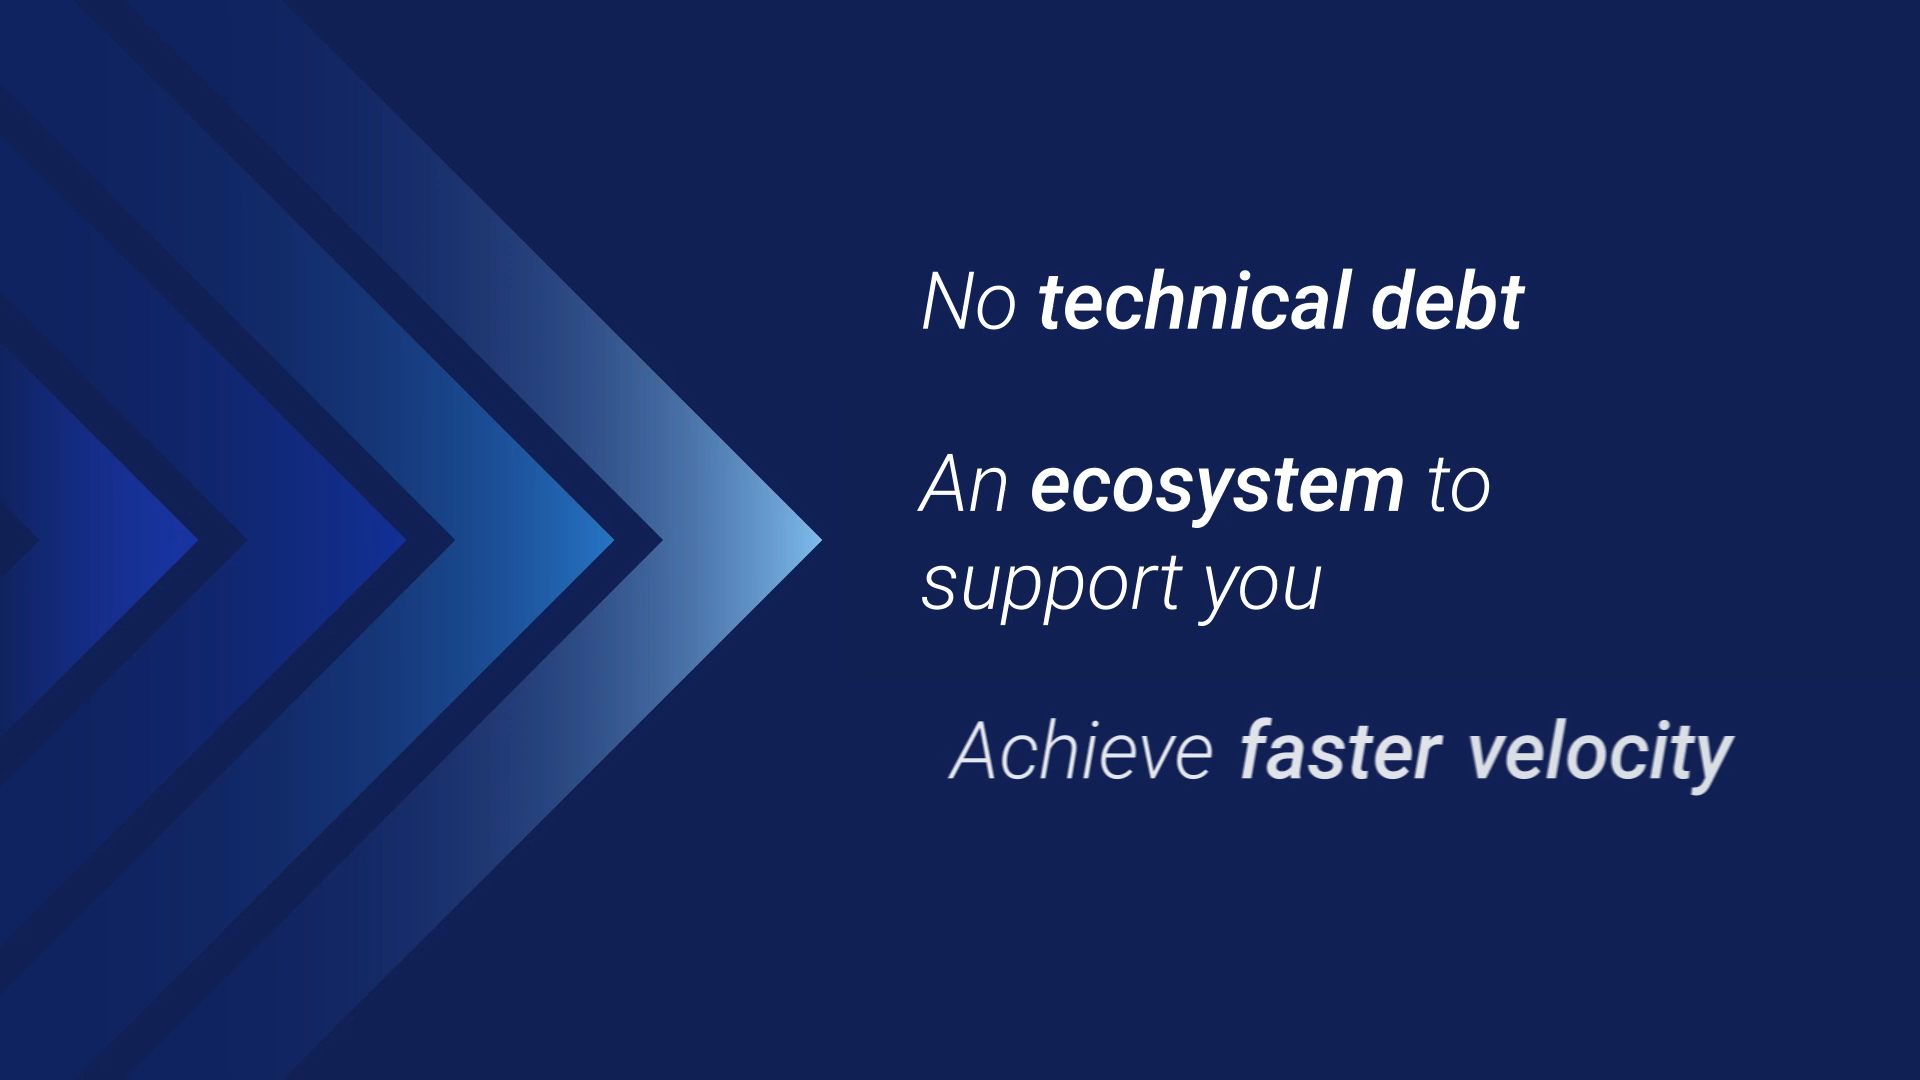 No technical debt
An ecosystem to
support you
Achieve faster velocity